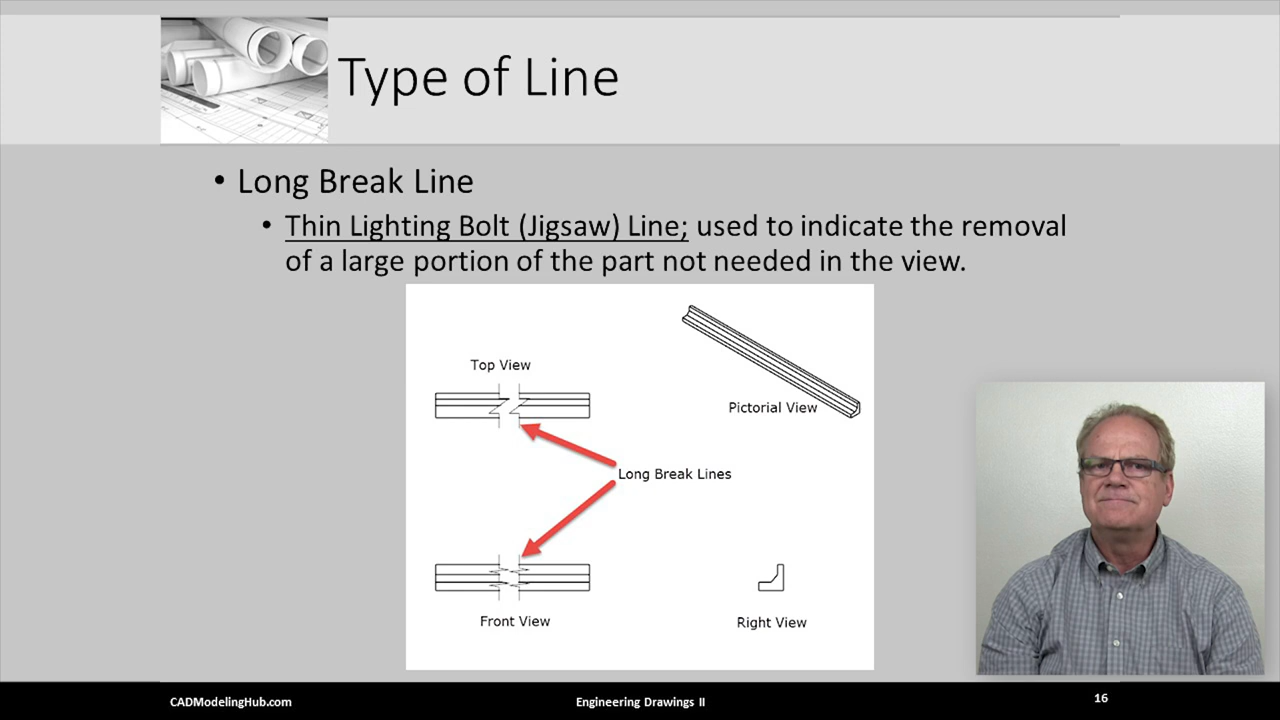 Type of Line
• Long Break Line
• Thin Lighting Bolt (Jigsaw) Line; used to indicate the removal
of a large portion of the part not needed in the view.
Top View
Pictorial View
Long Break Lines
Front View
Right View
CADModelingHub.com
Engineering Drawings II
16